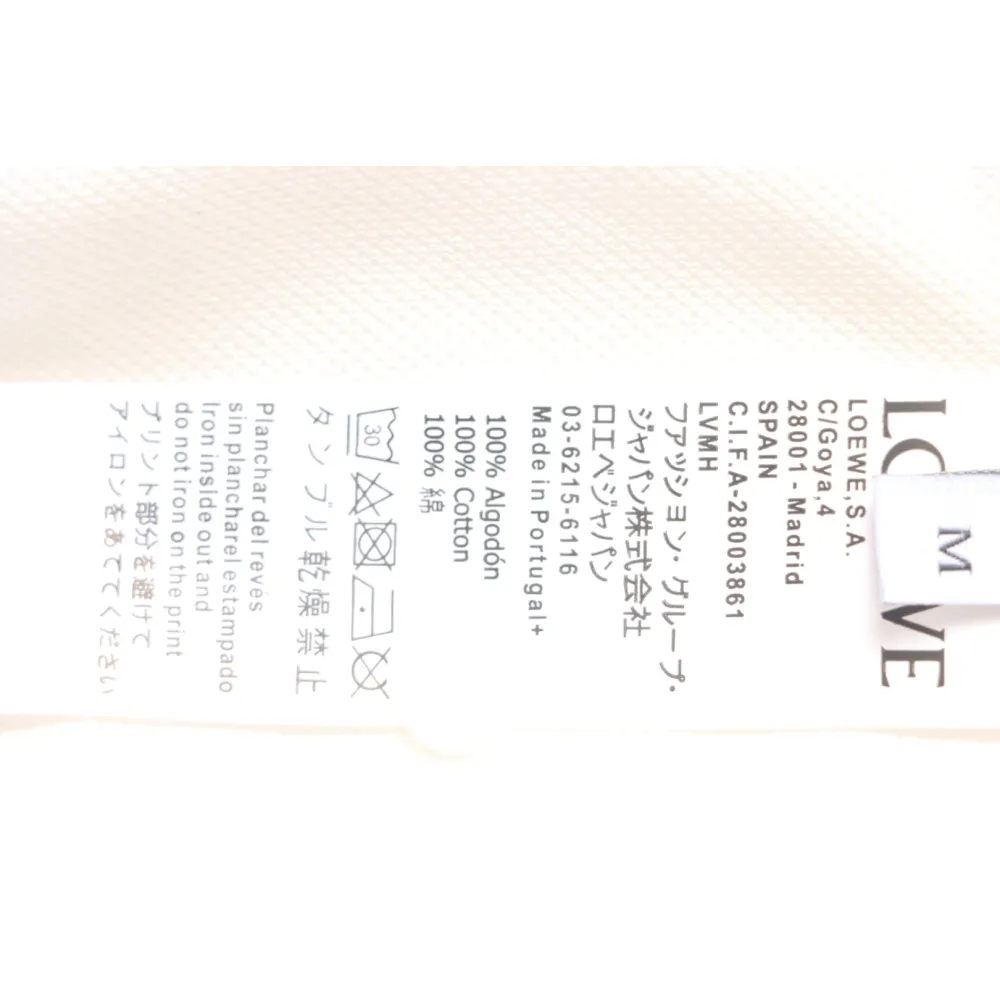 LOEWE
M
LOEWE,S.A.
C/Goya,4
28001 - Madrid
SPAIN
C.I.F.A-28003861
LVMH
ファッション・グループ・
ジャパン株式会社
ロエベジャパン
03-6215-6116
Made in Portugal+
100% Algodón
100% Cotton
100% 綿
30
タンブル乾燥禁止
Planchar del revés
sin planchar el estampado
Iron inside out and
do not iron on the print
プリント部分を避けて
アイロンをあててください